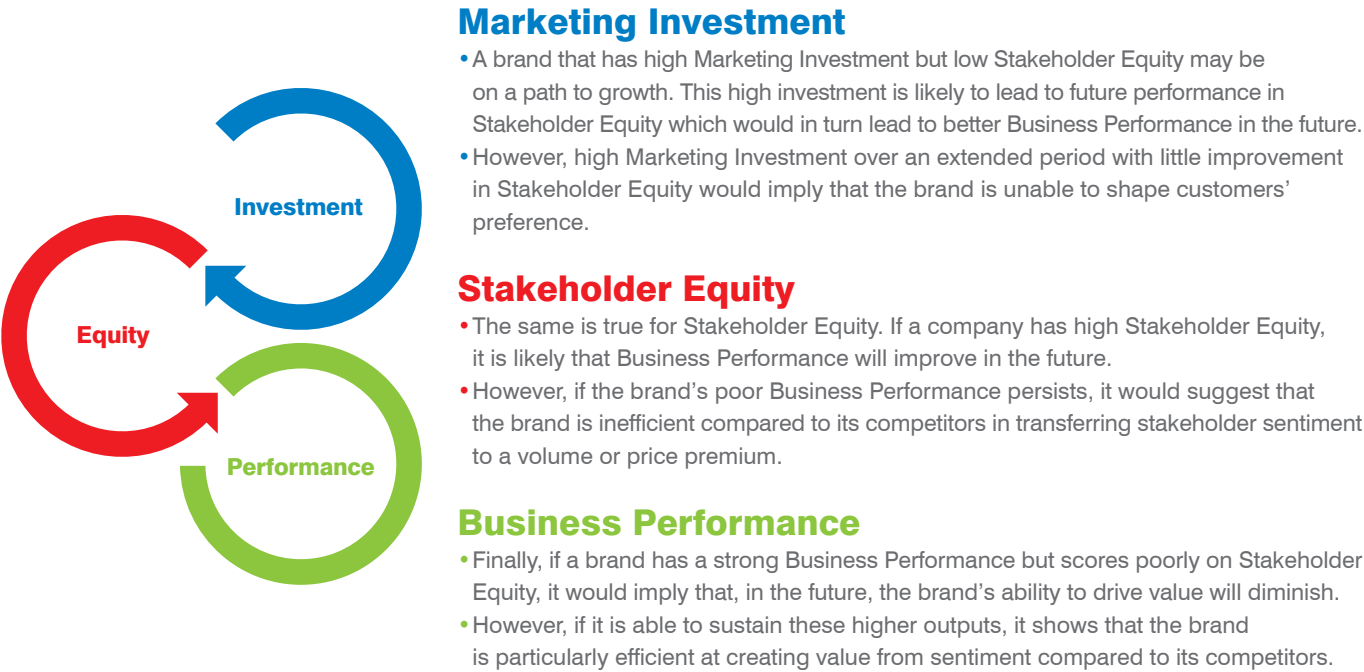 Marketing Investment
• A brand that has high Marketing Investment but low Stakeholder Equity may be
on a path to growth. This high investment is likely to lead to future performance in
Stakeholder Equity which would in turn lead to better Business Performance in the future.
• However, high Marketing Investment over an extended period with little improvement
in Stakeholder Equity would imply that the brand is unable to shape customers'
preference.
Investment
Stakeholder Equity
• The same is true for Stakeholder Equity. If a company has high Stakeholder Equity,
it is likely that Business Performance will improve in the future.
• However, if the brand's poor Business Performance persists, it would suggest that
the brand is inefficient compared to its competitors in transferring stakeholder sentiment
to a volume or price premium.
Equity
Performance
Business Performance
• Finally, if a brand has a strong Business Performance but scores poorly on Stakeholder
Equity, it would imply that, in the future, the brand's ability to drive value will diminish.
• However, if it is able to sustain these higher outputs, it shows that the brand
is particularly efficient at creating value from sentiment compared to its competitors.